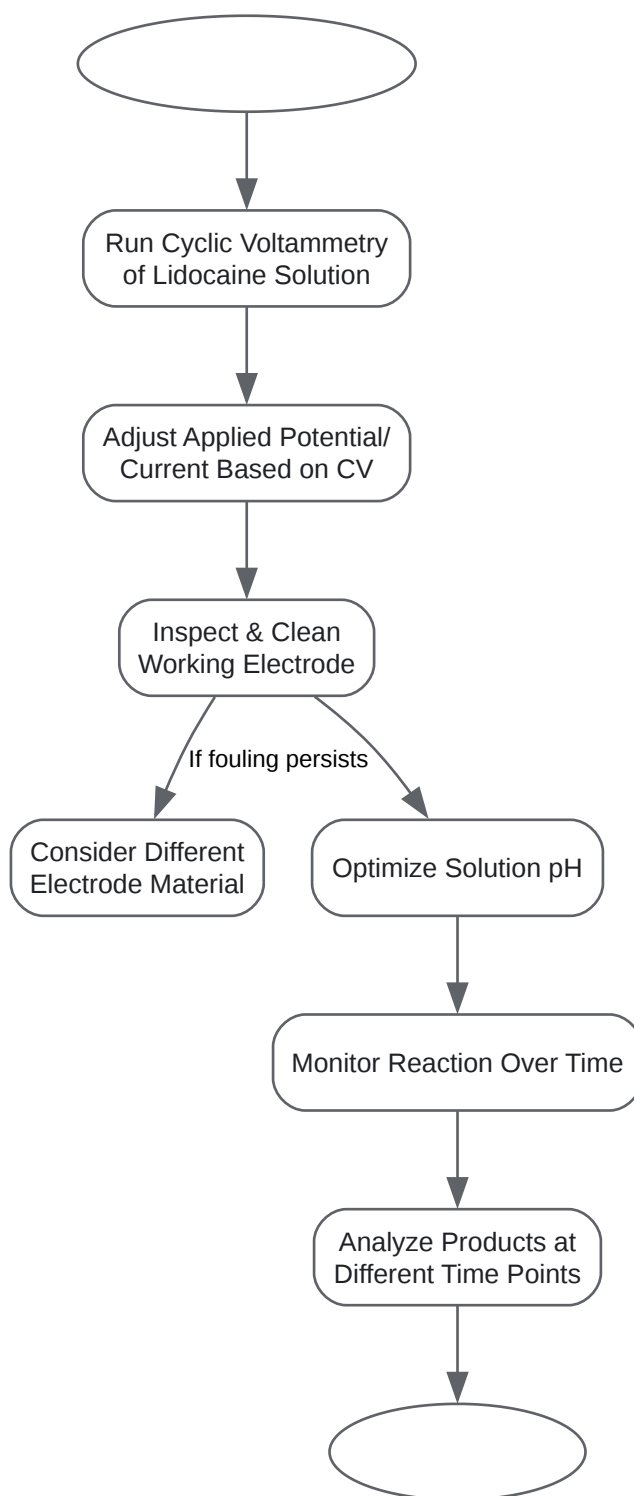 Run Cyclic Voltammetry
of Lidocaine Solution
Adjust Applied Potential/
Current Based on CV
Inspect & Clean
Working Electrode
If fouling persists
Consider Different
Electrode Material
Optimize Solution pH
Monitor Reaction Over Time
Analyze Products at
Different Time Points